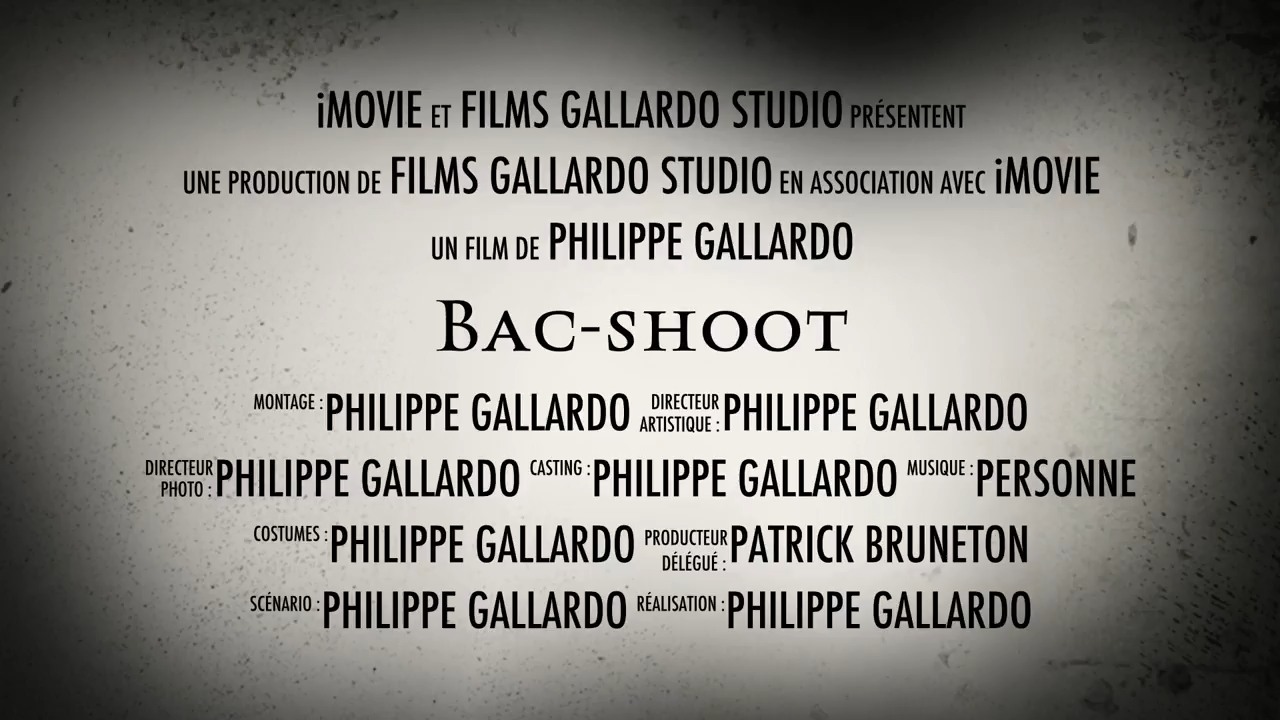 iMOVIE ET FILMS GALLARDO STUDIO PRÉSENTENT
UNE PRODUCTION DE FILMS GALLARDO STUDIO EN ASSOCIATION AVEC iMOVIE
UN FILM DE PHILIPPE GALLARDO
BAC-SHOOT
MONTAGE : PHILIPPE GALLARDO DIRECTEUR ARTISTIQUE : PHILIPPE GALLARDO
DIRECTEUR PHOTO : PHILIPPE GALLARDO CASTING : PHILIPPE GALLARDO MUSIQUE : PERSONNE
COSTUMES : PHILIPPE GALLARDO PRODUCTEUR DÉLÉGUÉ : PATRICK BRUNETON
SCÉNARIO : PHILIPPE GALLARDO RÉALISATION : PHILIPPE GALLARDO